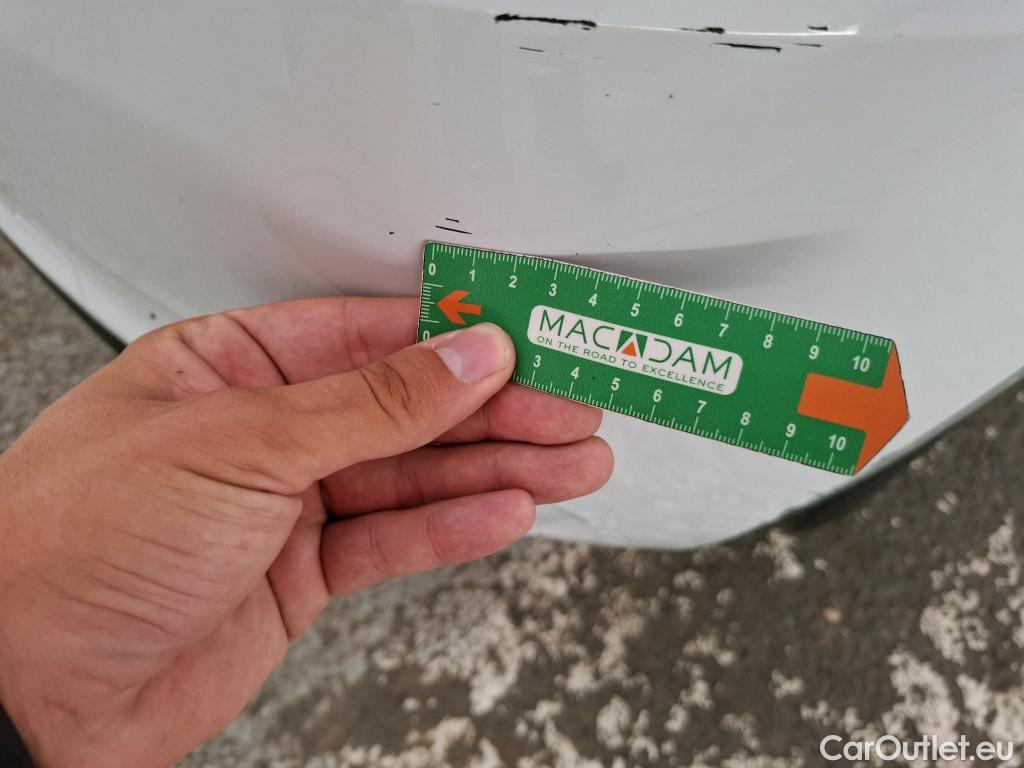 0 1 2 3 4 5 6 7 8 9 10
MACADAM
ON THE ROAD TO EXCELLENCE
0 3 4 5 6 7 8 9 10
CarOutlet.eu